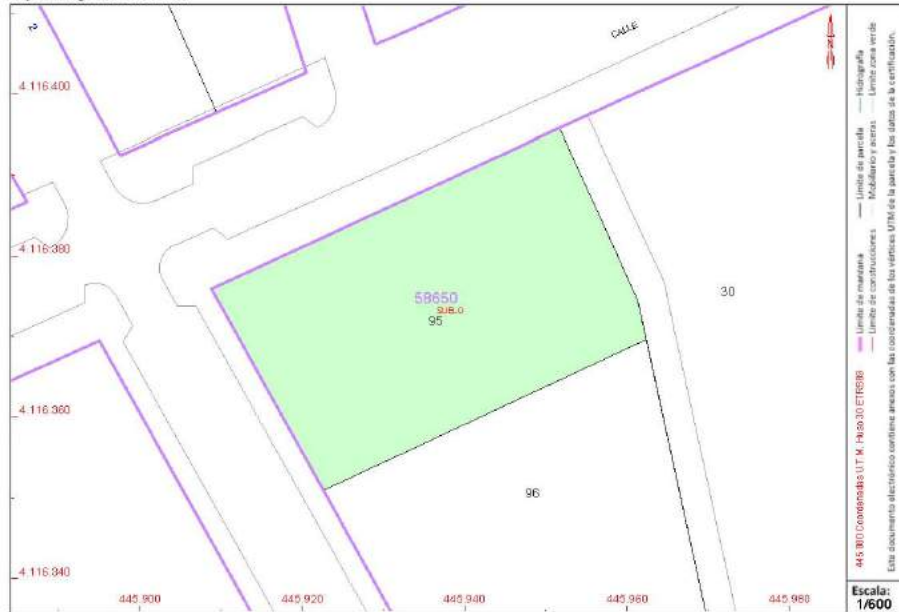 2
CALLE
4.116.400
4.116.380
4.116.360
4.116.340
58650
SUELO
95
30
96
445.900
445.920
445.940
445.960
445.980
445.980 Coordenadas U.T.M. Huso 30 ETRS89
Límite de manzana
Límite de parcela
Hidrografía
Límite de construcciones
Mobiliario y aceras
Límite zona verde
Este documento electrónico contiene anexos con las coordenadas de los vértices UTM de la parcela y los datos de la certificación.
Escala:
1/600